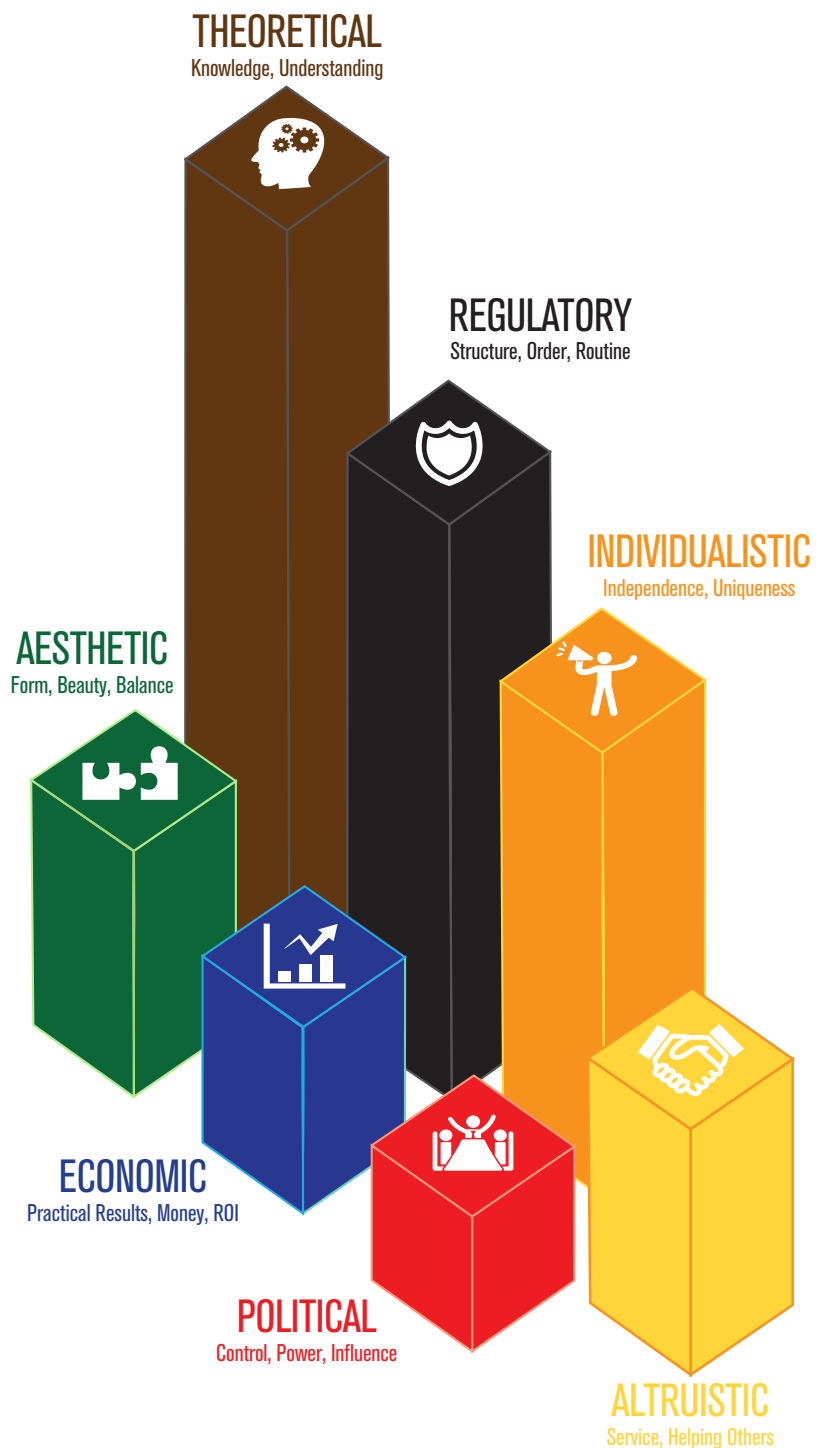 THEORETICAL
Knowledge, Understanding
REGULATORY
Structure, Order, Routine
INDIVIDUALISTIC
Independence, Uniqueness
AESTHETIC
Form, Beauty, Balance
ECONOMIC
Practical Results, Money, ROI
POLITICAL
Control, Power, Influence
ALTRUISTIC
Service, Helping Others